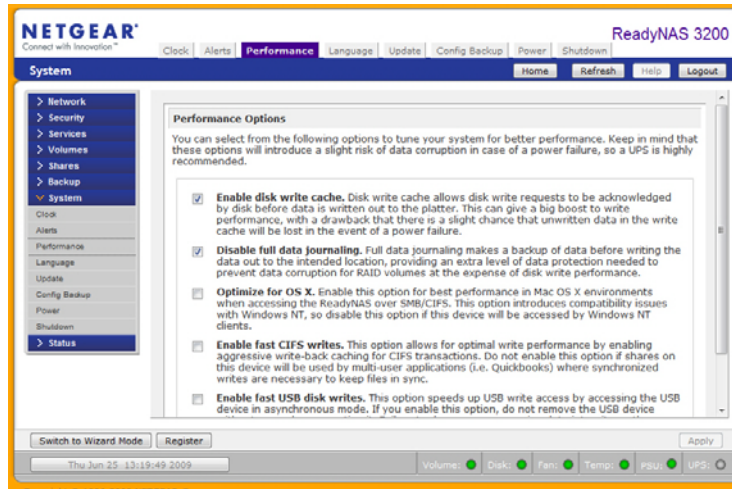 NETGEAR®
Connect with Innovation™
ReadyNAS 3200
Clock Alerts Performance Language Update Config Backup Power Shutdown
System
Home Refresh Help Logout
> Network
> Security
> Services
> Volumes
> Shares
> Backup
System
Clock
Alerts
Performance
Language
Update
Config Backup
Power
Shutdown
> Status
Performance Options
You can select from the following options to tune your system for better performance. Keep in mind that
these options will introduce a slight risk of data corruption in case of a power failure, so a UPS is highly
recommended.
Enable disk write cache. Disk write cache allows disk write requests to be acknowledged
by disk before data is written out to the platter. This can give a big boost to write
performance, with a drawback that there is a slight chance that unwritten data in the write
cache will be lost in the event of a power failure.
Disable full data journaling. Full data journaling makes a backup of data before writing the
data out to the intended location, providing an extra level of data protection needed to
prevent data corruption for RAID volumes at the expense of disk write performance.
Optimize for OS X. Enable this option for best performance in Mac OS X environments
when accessing the ReadyNAS over SMB/CIFS. This option introduces compatibility issues
with Windows NT, so disable this option if this device will be accessed by Windows NT
clients.
Enable fast CIFS writes. This option allows for optimal write performance by enabling
aggressive write-back caching for CIFS transactions. Do not enable this option if shares on
this device will be used by multi-user applications (i.e. Quickbooks) where synchronized
writes are necessary to keep files in sync.
Enable fast USB disk writes. This option speeds up USB write access by accessing the USB
device in asynchronous mode. If you enable this option, do not remove the USB device
Switch to Wizard Mode Register Apply
Thu Jun 25 13:19:49 2009 Volume: Disk: Fan: Temp: PSU: UPS: